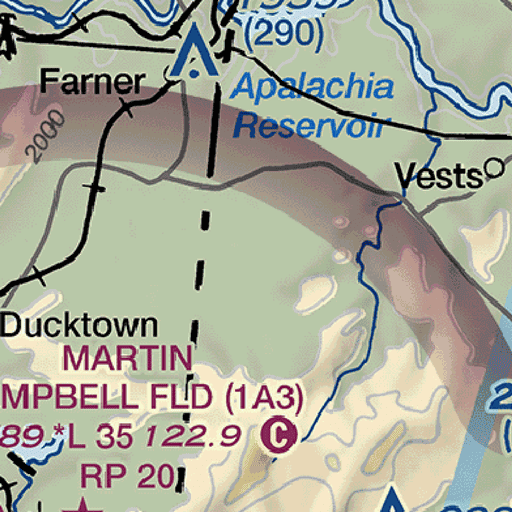 (290)
Farner
Apalachia
Reservoir
2000
Vests
Ducktown
MARTIN
MPBELL FLD (1A3)
89 *L 35 122.9 C
RP 20